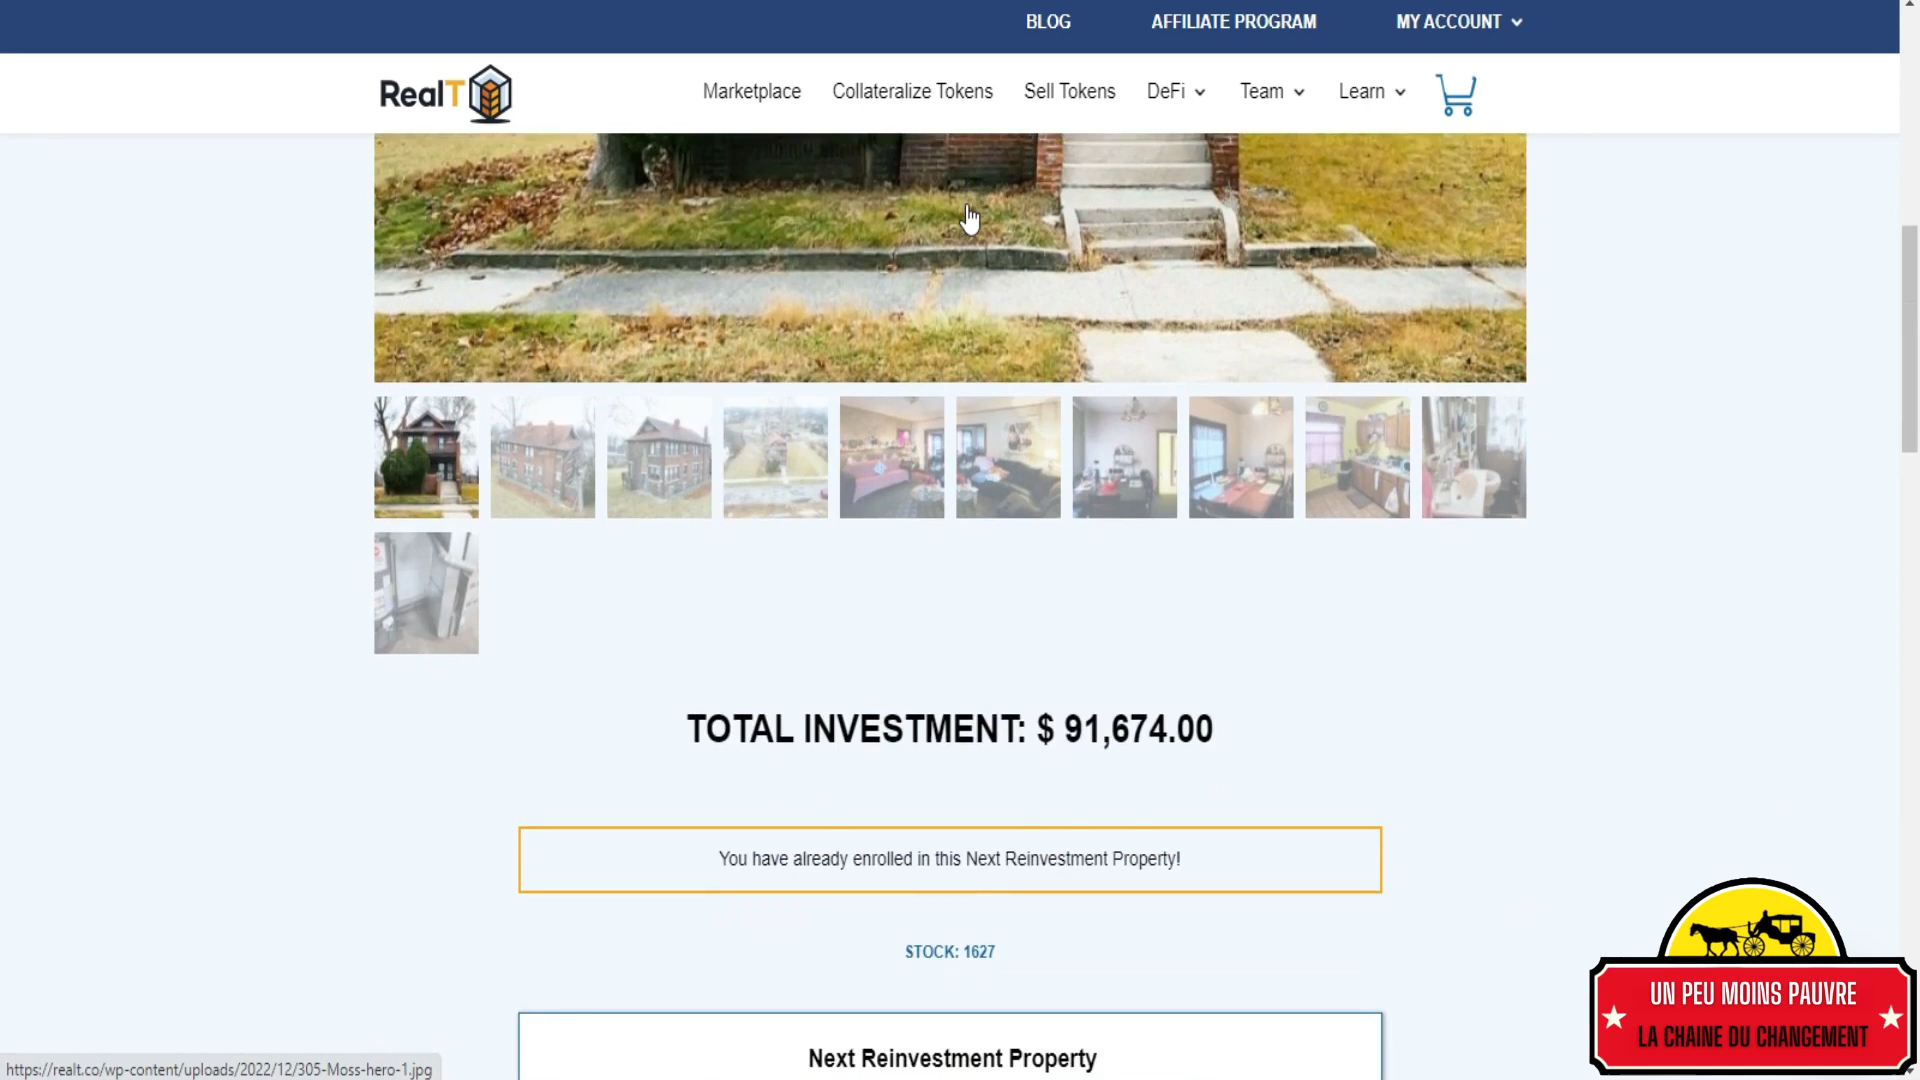 BLOG
AFFILIATE PROGRAM
MY ACCOUNT
RealT
Marketplace
Collateralize Tokens
Sell Tokens
DeFi
Team
Learn
TOTAL INVESTMENT: $ 91,674.00
You have already enrolled in this Next Reinvestment Property!
STOCK: 1627
Next Reinvestment Property
UN PEU MOINS PAUVRE
LA CHAINE DU CHANGEMENT
https://realt.co/wp-content/uploads/2022/12/305-Moss-hero-1.jpg